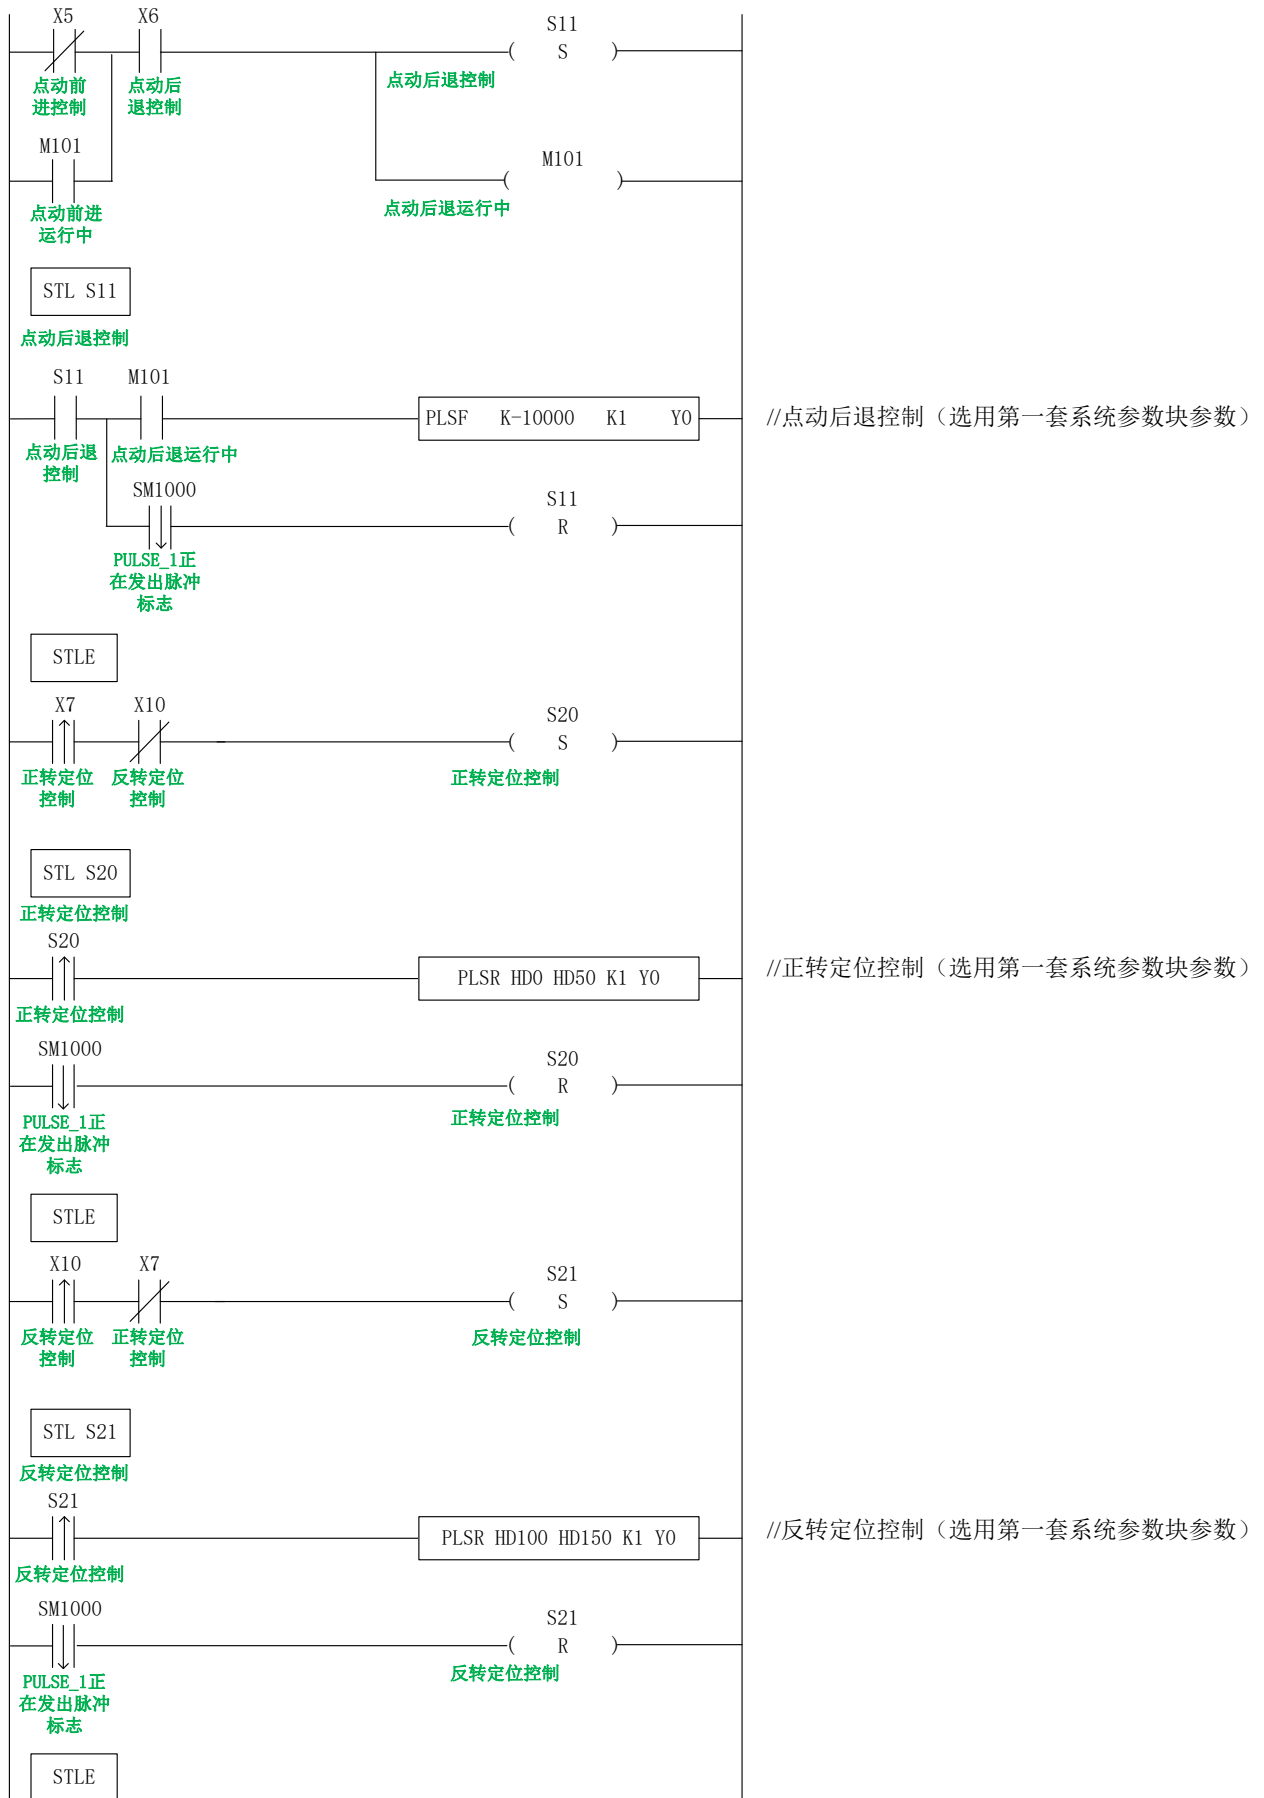 X5 X6 S11
( S )
点动前
进控制
点动后
退控制
点动后退控制
M101 M101
( )
点动前进
运行中
点动后退运行中
STL S11
点动后退控制
S11 M101
PLSF K-10000 K1 Y0 //点动后退控制（选用第一套系统参数块参数）
点动后退
控制
点动后退运行中
SM1000 S11
( R )
PULSE_1正
在发出脉冲
标志
STLE
X7 X10 S20
( S )
正转定位
控制
反转定位
控制
正转定位控制
STL S20
正转定位控制
S20
PLSR HD0 HD50 K1 Y0 //正转定位控制（选用第一套系统参数块参数）
正转定位控制
SM1000 S20
( R )
PULSE_1正
在发出脉冲
标志
正转定位控制
STLE
X10 X7 S21
( S )
反转定位
控制
正转定位
控制
反转定位控制
STL S21
反转定位控制
S21
PLSR HD100 HD150 K1 Y0 //反转定位控制（选用第一套系统参数块参数）
反转定位控制
SM1000 S21
( R )
PULSE_1正
在发出脉冲
标志
反转定位控制
STLE